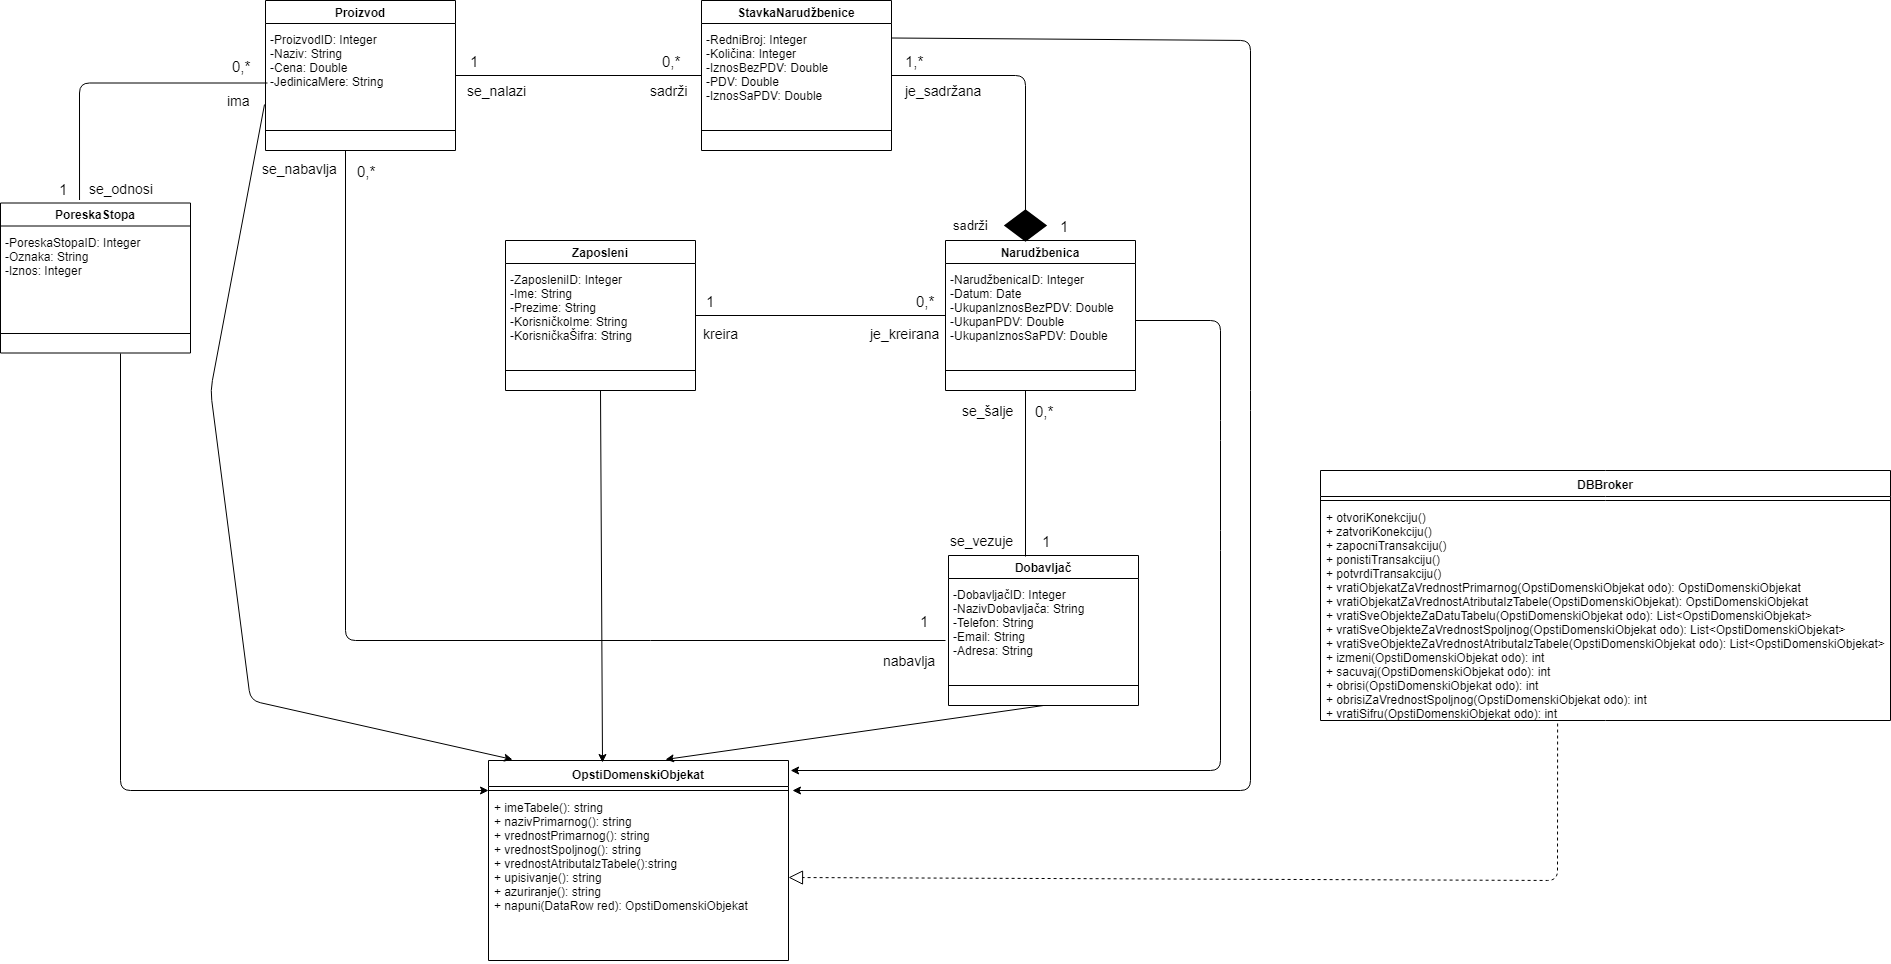 Proizvod
-ProizvodID: Integer
-Naziv: String
-Cena: Double
-JedinicaMere: String
StavkaNarudžbenice
-RedniBroj: Integer
-Količina: Integer
-IznosBezPDV: Double
-PDV: Double
-IznosSaPDV: Double
0,*
ima
1
se_nalazi
0,*
sadrži
1,*
je_sadržana
se_nabavlja
0,*
1
se_odnosi
PoreskaStopa
-PoreskaStopaID: Integer
-Oznaka: String
-Iznos: Integer
sadrži
1
Zaposleni
-ZaposleniID: Integer
-Ime: String
-Prezime: String
-KorisničkoIme: String
-KorisničkaŠifra: String
1
kreira
0,*
je_kreirana
Narudžbenica
-NarudžbenicaID: Integer
-Datum: Date
-UkupanIznosBezPDV: Double
-UkupanPDV: Double
-UkupanIznosSaPDV: Double
se_šalje
0,*
se_vezuje
1
Dobavljač
-DobavljačID: Integer
-NazivDobavljača: String
-Telefon: String
-Email: String
-Adresa: String
1
nabavlja
DBBroker
+ otvoriKonekciju()
+ zatvoriKonekciju()
+ zapocniTransakciju()
+ ponistiTransakciju()
+ potvrdiTransakciju()
+ vratiObjekatZaVrednostPrimarnog(OpstiDomenskiObjekat odo): OpstiDomenskiObjekat
+ vratiObjekatZaVrednostAtributaIzTabele(OpstiDomenskiObjekat): OpstiDomenskiObjekat
+ vratiSveObjekteZaDatuTabelu(OpstiDomenskiObjekat odo): List<OpstiDomenskiObjekat>
+ vratiSveObjekteZaVrednostSpoljnog(OpstiDomenskiObjekat odo): List<OpstiDomenskiObjekat>
+ vratiSveObjekteZaVrednostAtributaIzTabele(OpstiDomenskiObjekat odo): List<OpstiDomenskiObjekat>
+ izmeni(OpstiDomenskiObjekat odo): int
+ sacuvaj(OpstiDomenskiObjekat odo): int
+ obrisi(OpstiDomenskiObjekat odo): int
+ obrisiZaVrednostSpoljnog(OpstiDomenskiObjekat odo): int
+ vratiSifru(OpstiDomenskiObjekat odo): int
OpstiDomenskiObjekat
+ imeTabele(): string
+ nazivPrimarnog(): string
+ vrednostPrimarnog(): string
+ vrednostSpoljnog(): string
+ vrednostAtributaIzTabele():string
+ upisivanje(): string
+ azuriranje(): string
+ napuni(DataRow red): OpstiDomenskiObjekat